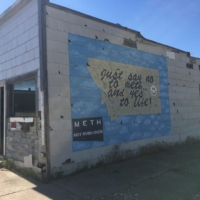 Just say no
to meth
and yes
to life!
METH